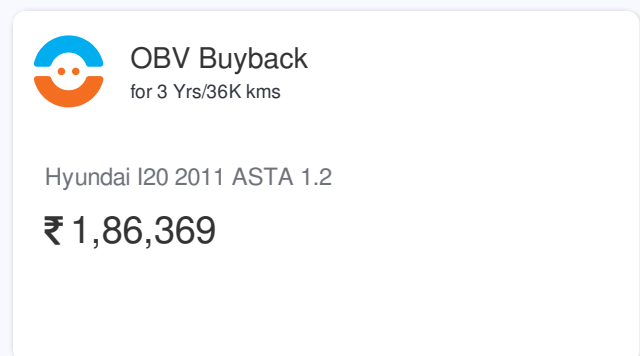 OBV Buyback
for 3 Yrs/36K kms
Hyundai I20 2011 ASTA 1.2
₹ 1,86,369